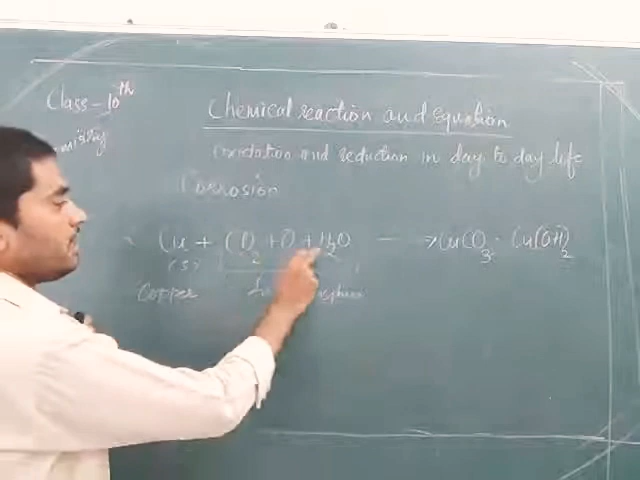 Class - 10th
Chemical reaction and Equation
oxidation and reduction in day to day life
Corrosion
Cu + CO2 + O + H2O → CuCO3 · Cu(OH)2
(s)
Copper